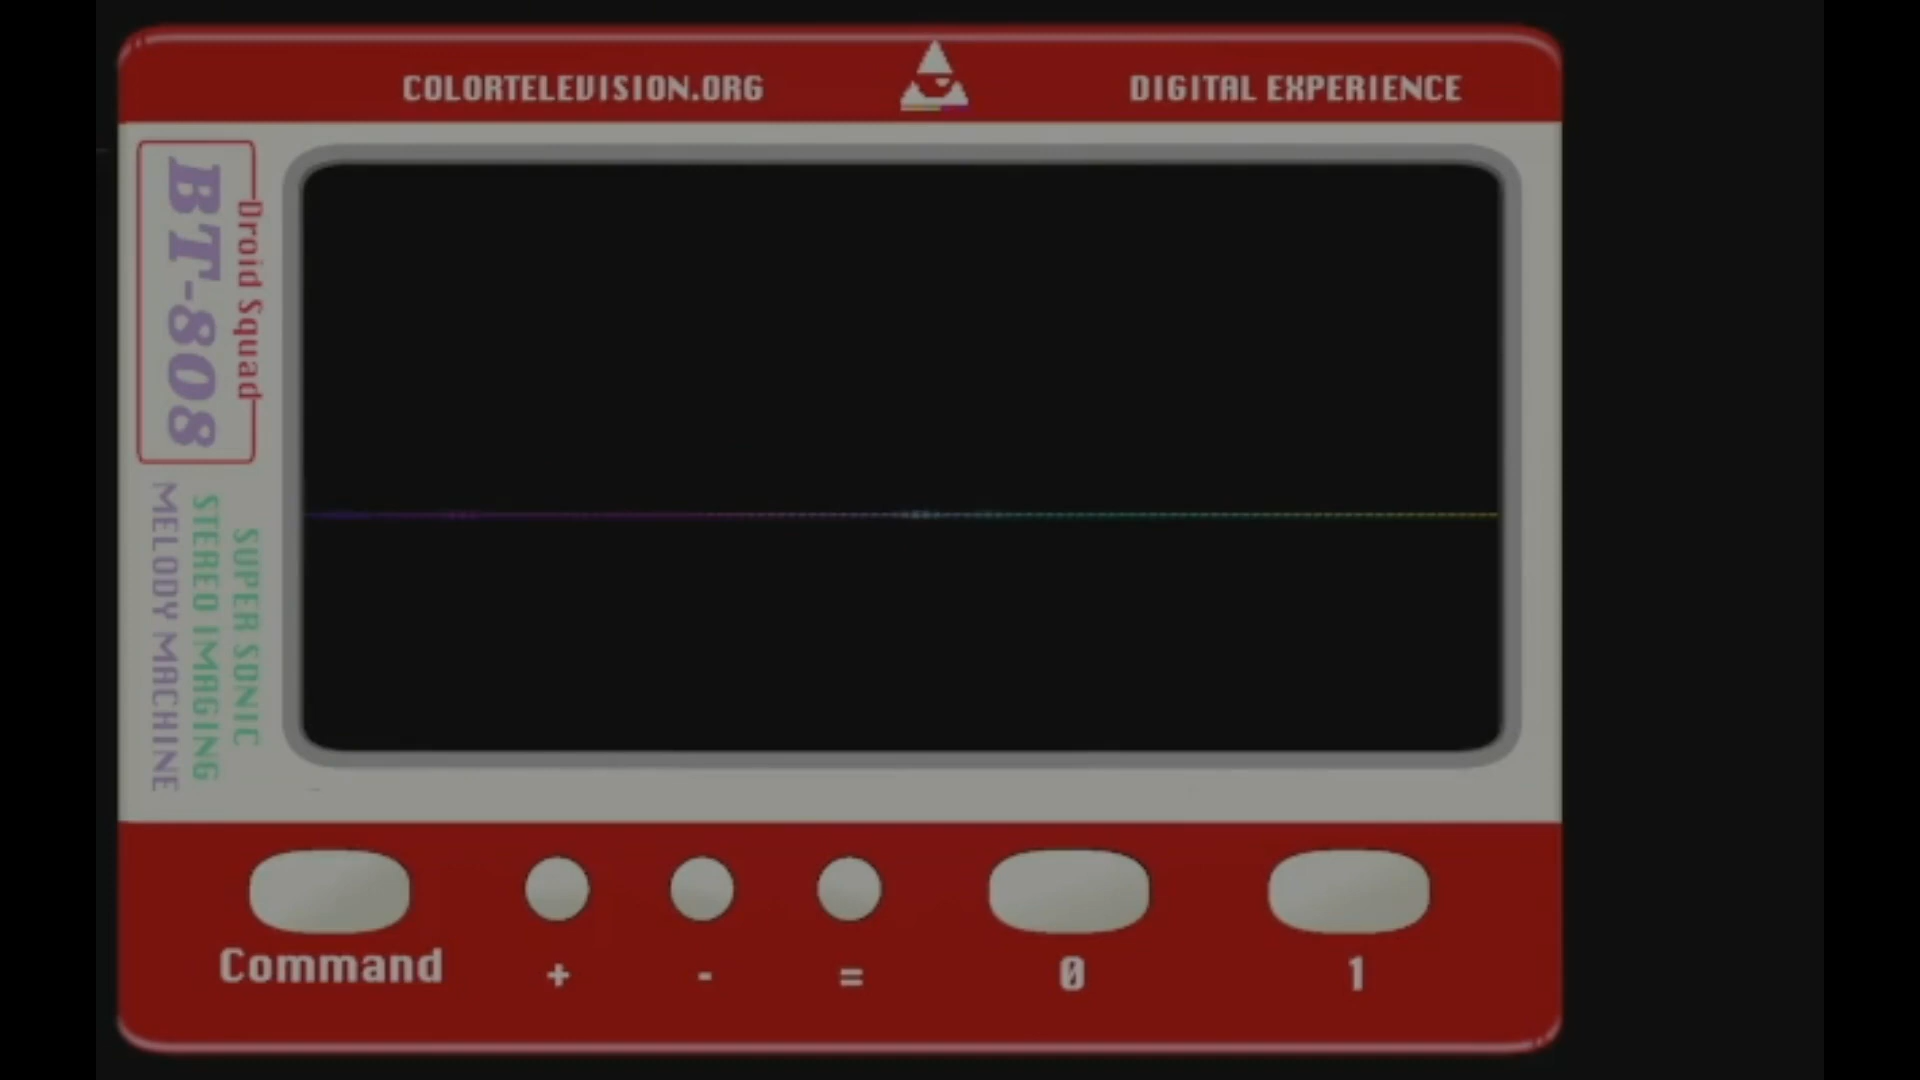 COLORTELEVISION.ORG
DIGITAL EXPERIENCE
Droid Squad
BT-808
SUPER SONIC
STEREO IMAGING
MELODY MACHINE
Command
+
-
=
0
1